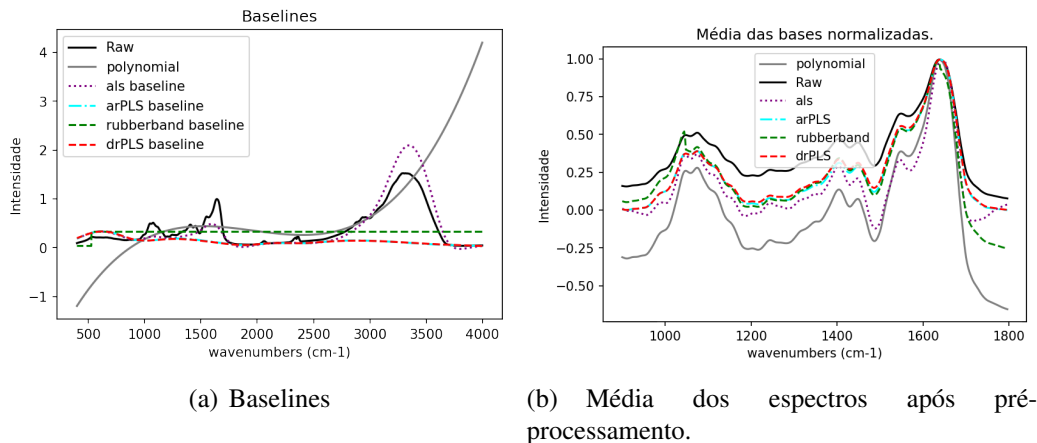 Baselines
Raw
polynomial
als baseline
arPLS baseline
rubberband baseline
drPLS baseline
Intensidade
4
3
2
1
0
−1
500 1000 1500 2000 2500 3000 3500 4000
wavenumbers (cm-1)
(a) Baselines
Média das bases normalizadas.
polynomial
Raw
als
arPLS
rubberband
drPLS
Intensidade
1.00
0.75
0.50
0.25
0.00
−0.25
−0.50
1000 1200 1400 1600 1800
wavenumbers (cm-1)
(b) Média dos espectros após pré-
processamento.